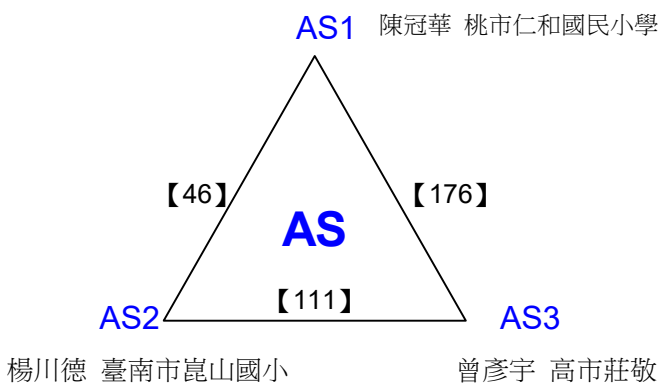 AS1 陳冠華 桃市仁和國民小學
【46】 【176】
AS
【111】
AS2 AS3
楊川德 臺南市崑山國小 曾彥宇 高市莊敬